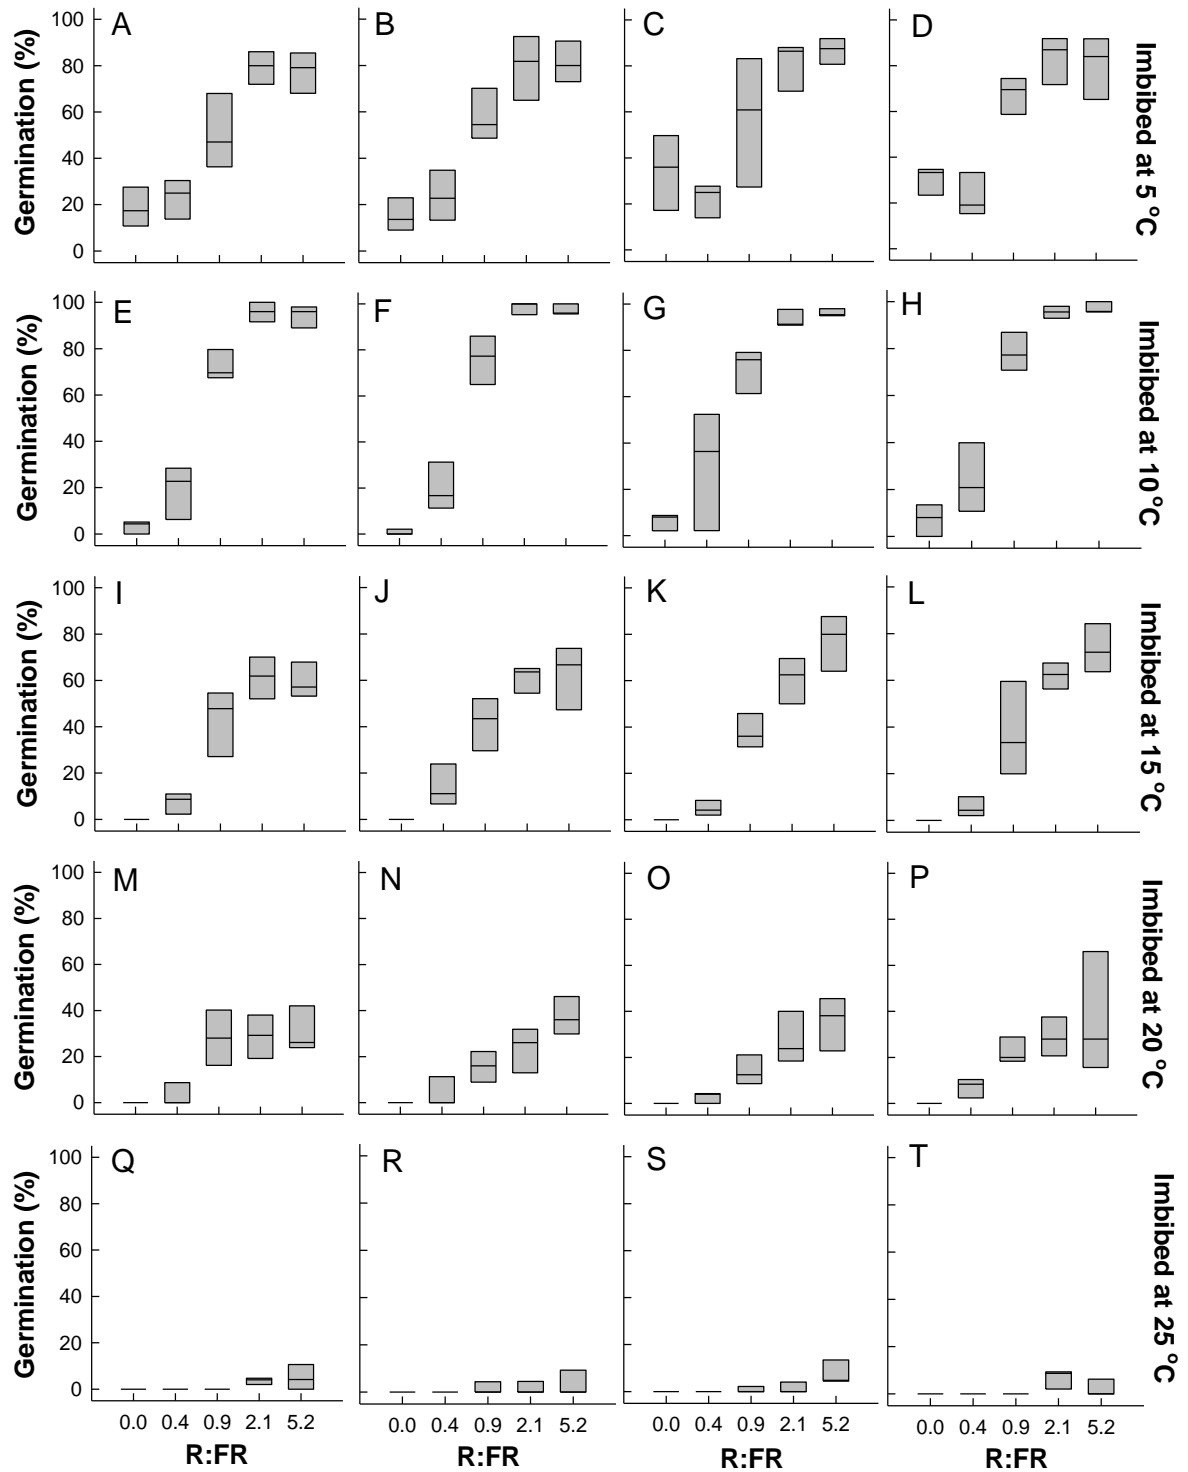 A B C D
100
80
60
40
20
0
Germination (%)
Imbibed at 5 °C
E F G H
100
80
60
40
20
0
Germination (%)
Imbibed at 10 °C
I J K L
100
80
60
40
20
0
Germination (%)
Imbibed at 15 °C
M N O P
100
80
60
40
20
0
Germination (%)
Imbibed at 20 °C
Q R S T
100
80
60
40
20
0
Germination (%)
Imbibed at 25 °C
0.0 0.4 0.9 2.1 5.2 0.0 0.4 0.9 2.1 5.2 0.0 0.4 0.9 2.1 5.2 0.0 0.4 0.9 2.1 5.2
R:FR R:FR R:FR R:FR